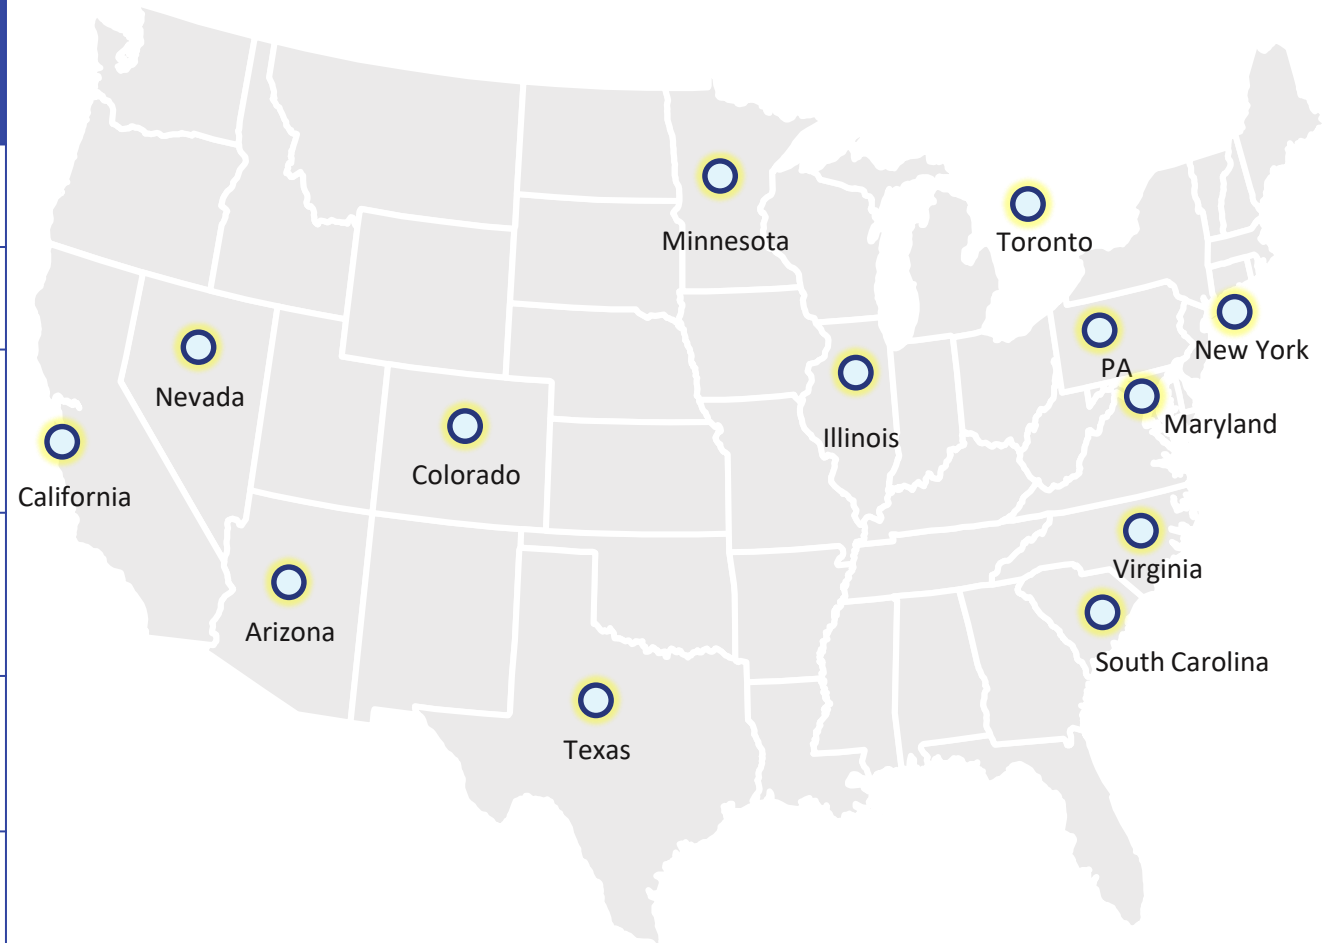 Minnesota
Toronto
New York
PA
Nevada
Maryland
Illinois
Colorado
California
Virginia
Arizona
South Carolina
Texas